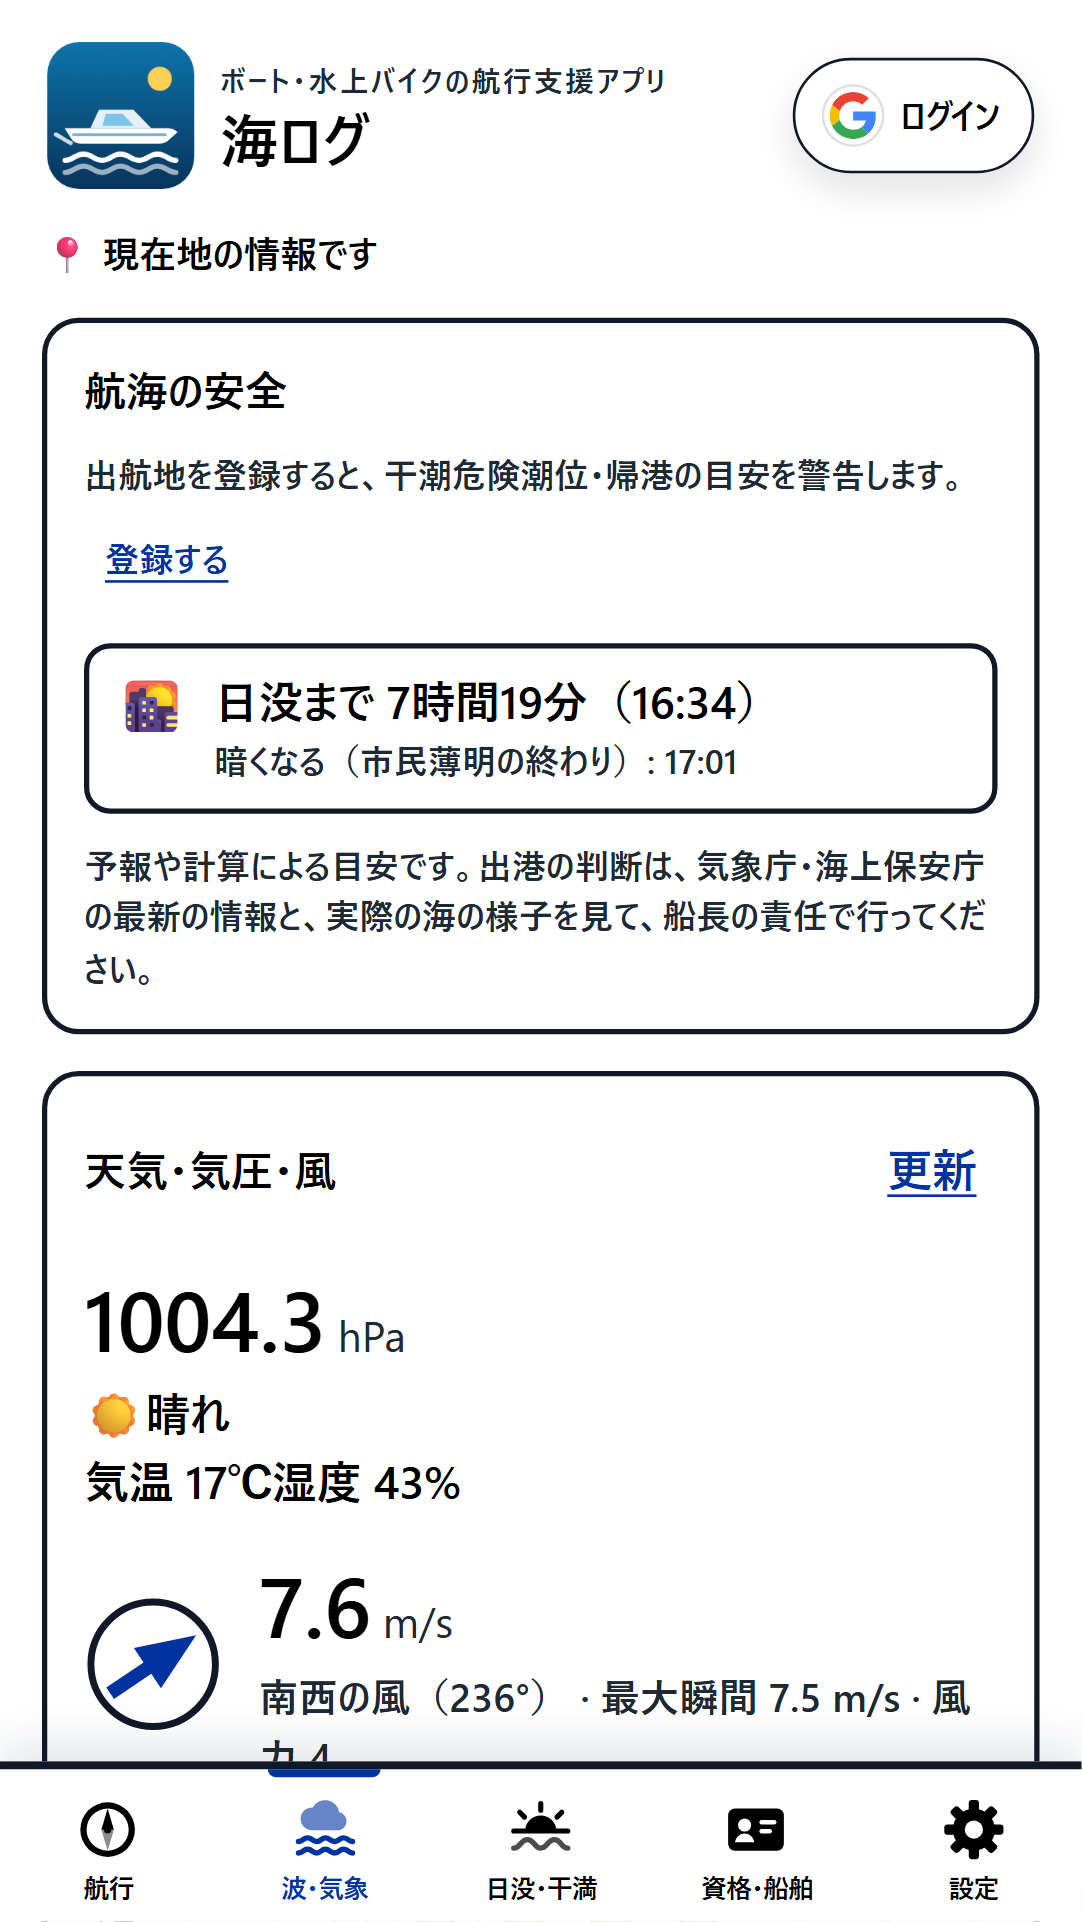 ボート・水上バイクの航行支援アプリ
海ログ
ログイン
現在地の情報です
航海の安全
出航地を登録すると、干潮危険潮位・帰港の目安を警告します。
登録する
日没まで 7時間19分（16:34）
暗くなる（市民薄明の終わり）: 17:01
予報や計算による目安です。出港の判断は、気象庁・海上保安庁
の最新の情報と、実際の海の様子を見て、船長の責任で行ってくだ
さい。
天気・気圧・風
更新
1004.3 hPa
晴れ
気温 17℃湿度 43%
7.6 m/s
南西の風（236°） · 最大瞬間 7.5 m/s · 風
力 4
航行
波・気象
日没・干満
資格・船舶
設定